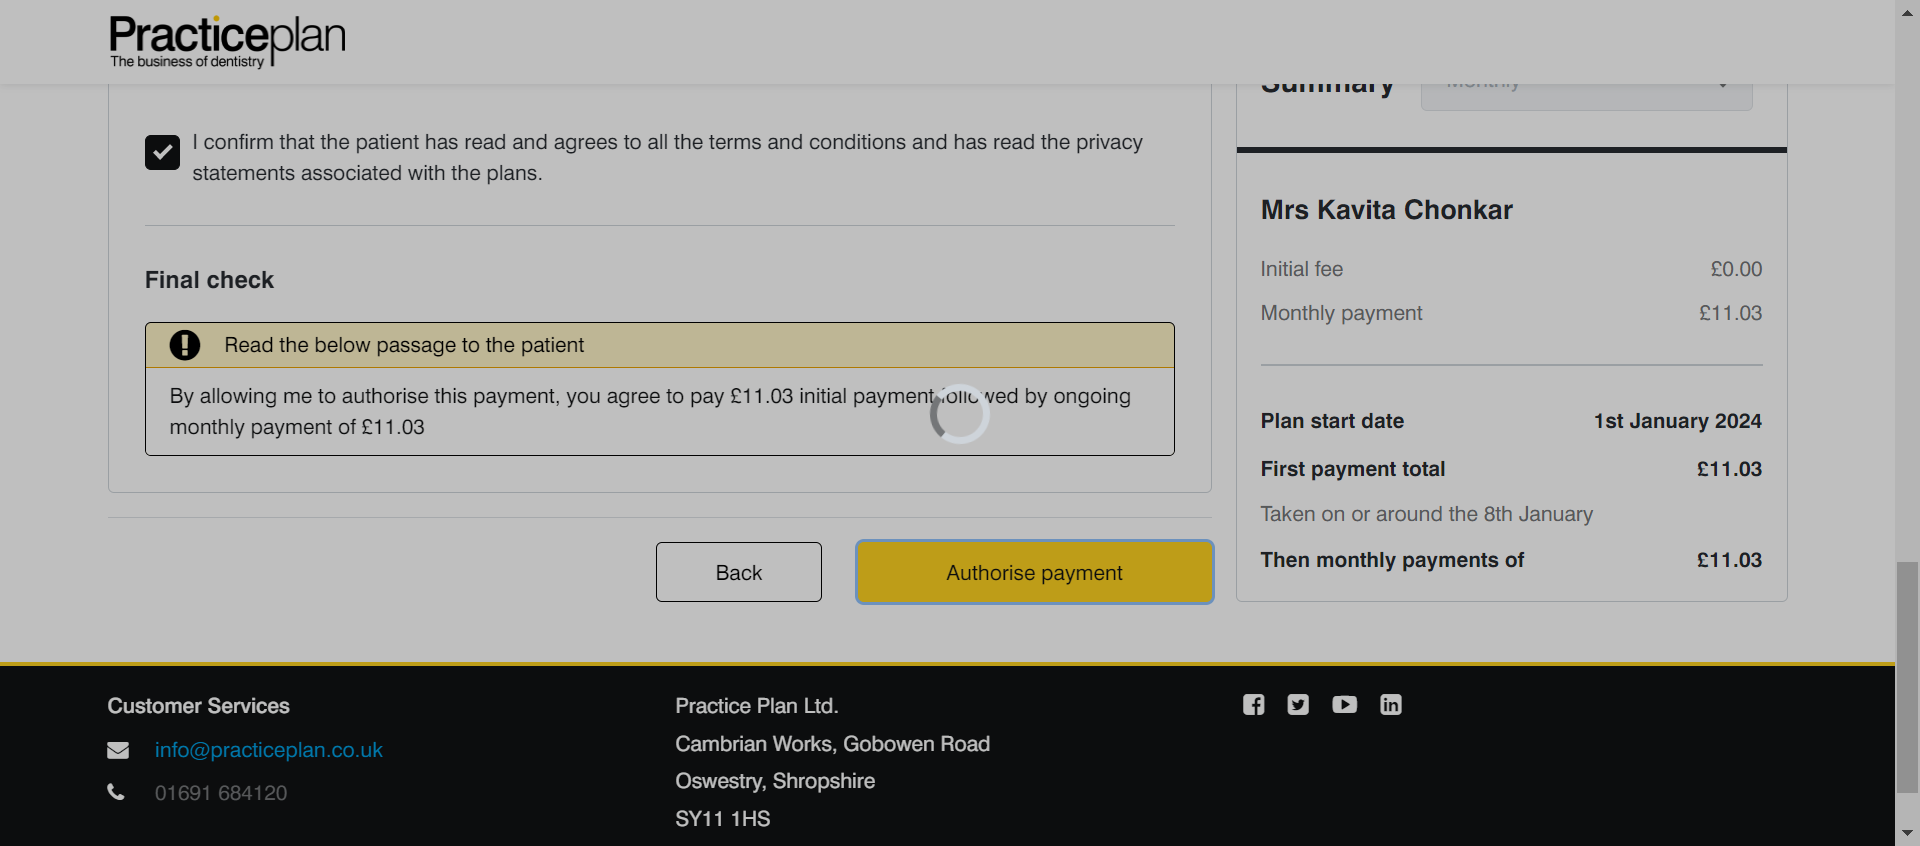 Practiceplan
The business of dentistry
Summary
Monthly
I confirm that the patient has read and agrees to all the terms and conditions and has read the privacy
statements associated with the plans.
Final check
Read the below passage to the patient
By allowing me to authorise this payment, you agree to pay £11.03 initial payment followed by ongoing
monthly payment of £11.03
Back
Authorise payment
Mrs Kavita Chonkar
Initial fee £0.00
Monthly payment £11.03
Plan start date 1st January 2024
First payment total £11.03
Taken on or around the 8th January
Then monthly payments of £11.03
Customer Services
info@practiceplan.co.uk
01691 684120
Practice Plan Ltd.
Cambrian Works, Gobowen Road
Oswestry, Shropshire
SY11 1HS